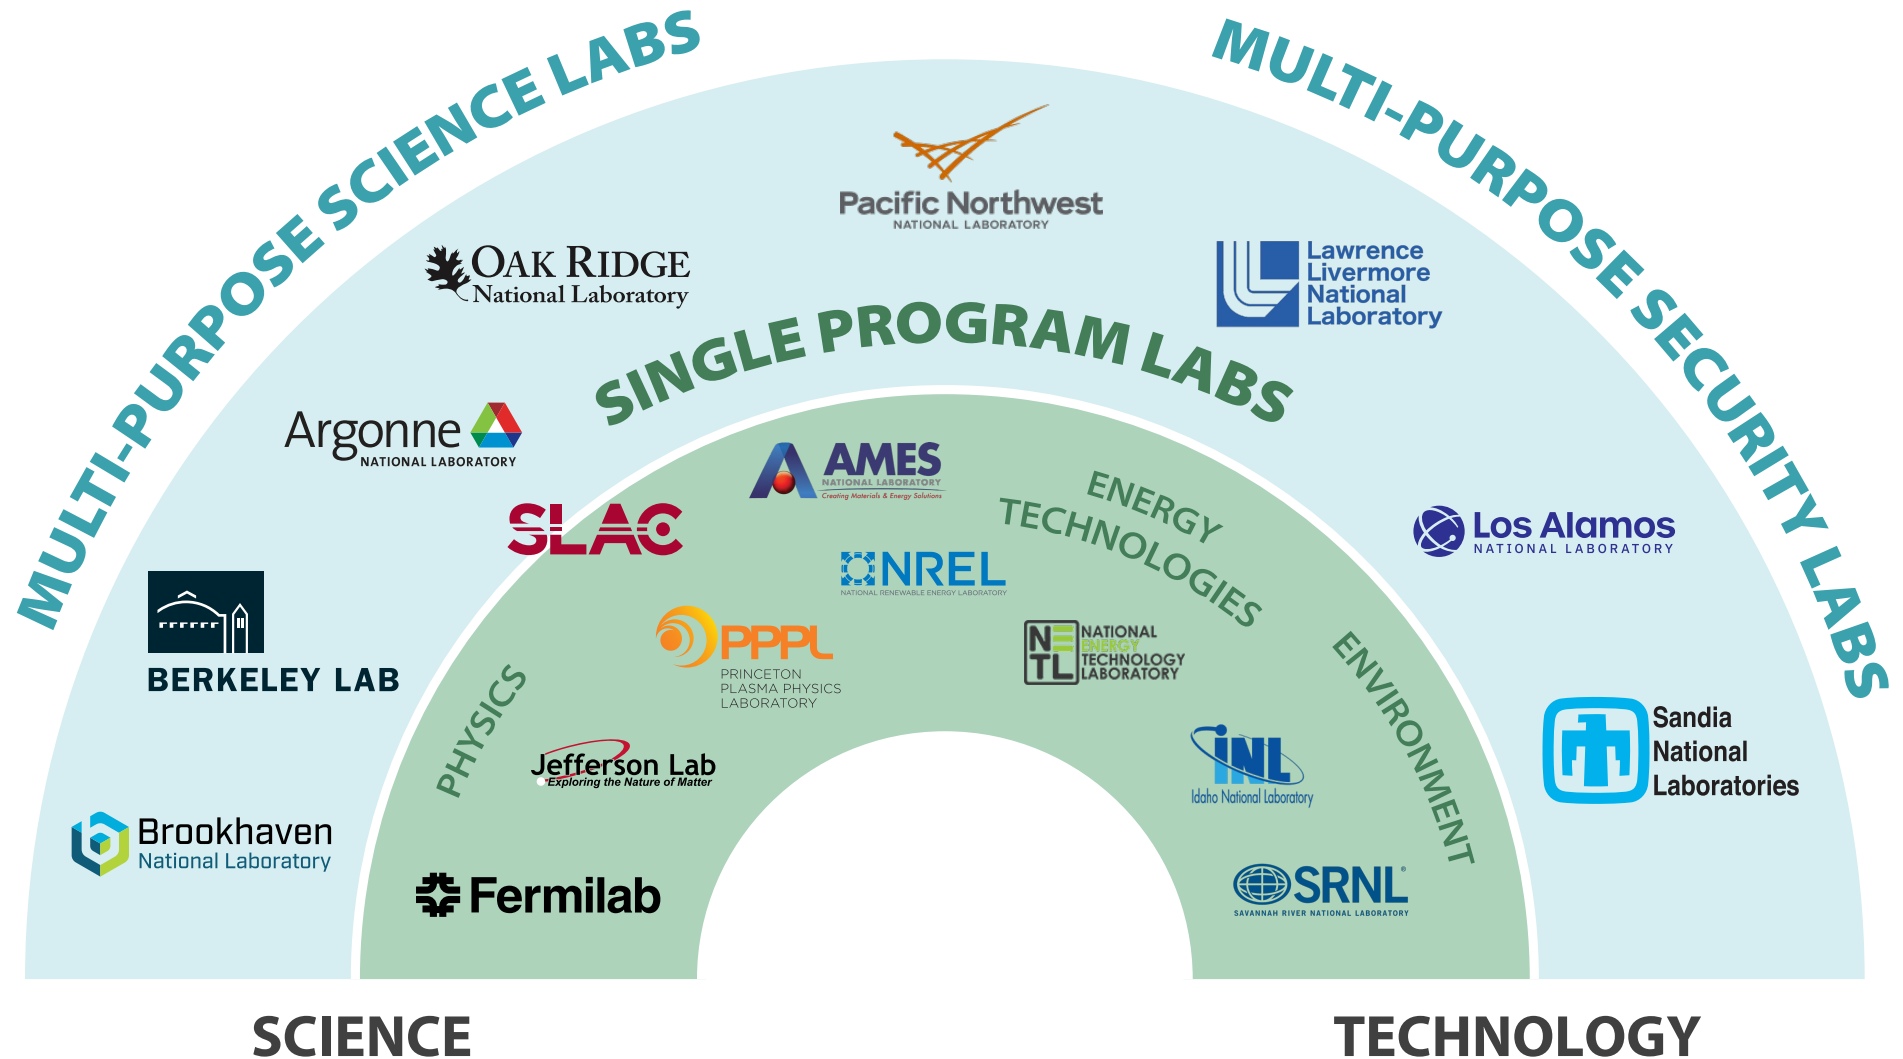 MULTI-PURPOSE SCIENCE LABS
MULTI-PURPOSE SECURITY LABS
Pacific Northwest
NATIONAL LABORATORY
OAK RIDGE
National Laboratory
Lawrence
Livermore
National
Laboratory
SINGLE PROGRAM LABS
Argonne
NATIONAL LABORATORY
AMES
NATIONAL LABORATORY
Creating Materials & Energy Solutions
ENERGY
TECHNOLOGIES
SLAC
Los Alamos
NATIONAL LABORATORY
NREL
NATIONAL RENEWABLE ENERGY LABORATORY
BERKELEY LAB
PPPL
PRINCETON
PLASMA PHYSICS
LABORATORY
NE
TL
NATIONAL
ENERGY
TECHNOLOGY
LABORATORY
ENVIRONMENT
PHYSICS
Sandia
National
Laboratories
Jefferson Lab
Exploring the Nature of Matter
INL
Idaho National Laboratory
Brookhaven
National Laboratory
Fermilab
SRNL®
SAVANNAH RIVER NATIONAL LABORATORY
SCIENCE
TECHNOLOGY